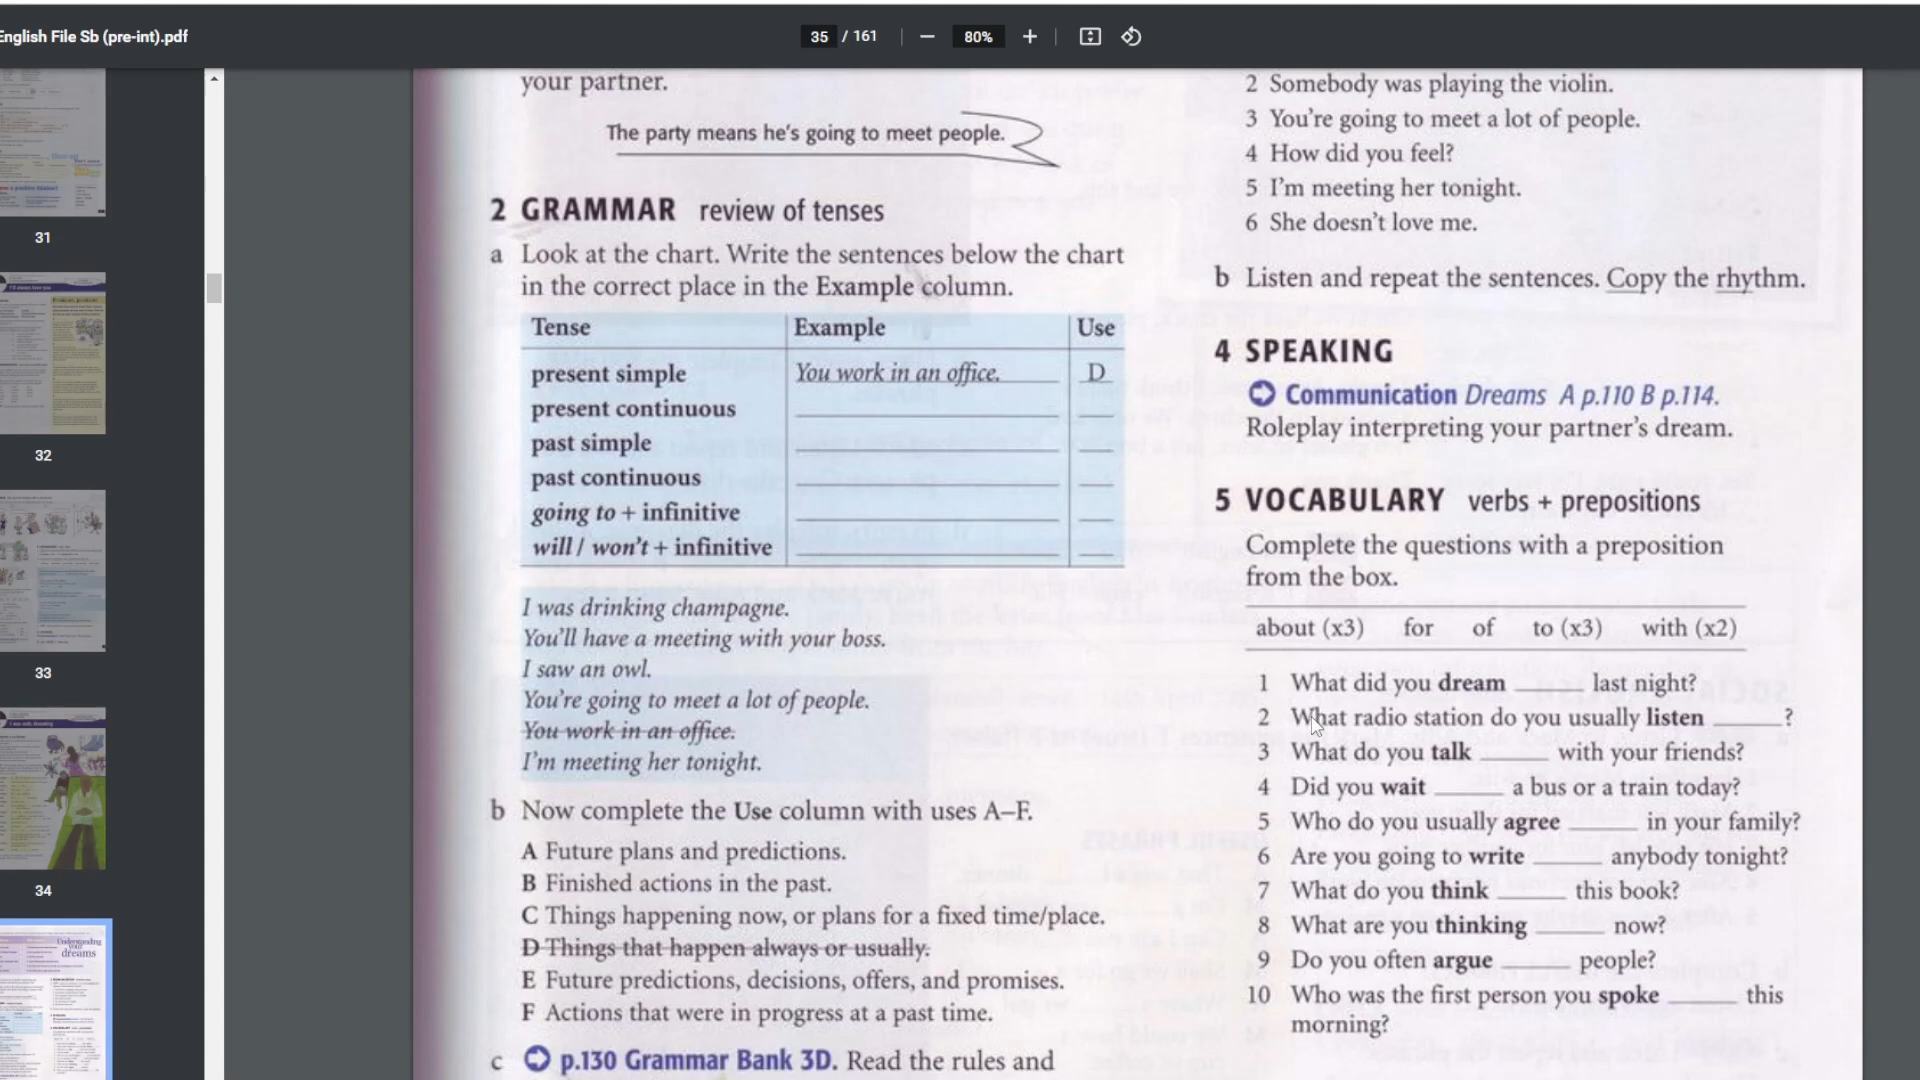 English File Sb (pre-int).pdf
35 / 161
80%
31
32
33
34
Understanding
your
dreams
your partner.
The party means he's going to meet people.
2 GRAMMAR review of tenses
a Look at the chart. Write the sentences below the chart
in the correct place in the Example column.
Tense Example Use
present simple You work in an office. D
present continuous
past simple
past continuous
going to + infinitive
will / won't + infinitive
I was drinking champagne.
You'll have a meeting with your boss.
I saw an owl.
You're going to meet a lot of people.
You work in an office.
I'm meeting her tonight.
b Now complete the Use column with uses A–F.
A Future plans and predictions.
B Finished actions in the past.
C Things happening now, or plans for a fixed time/place.
D Things that happen always or usually.
E Future predictions, decisions, offers, and promises.
F Actions that were in progress at a past time.
c p.130 Grammar Bank 3D. Read the rules and
2 Somebody was playing the violin.
3 You're going to meet a lot of people.
4 How did you feel?
5 I'm meeting her tonight.
6 She doesn't love me.
b Listen and repeat the sentences. Copy the rhythm.
4 SPEAKING
Communication Dreams A p.110 B p.114.
Roleplay interpreting your partner's dream.
5 VOCABULARY verbs + prepositions
Complete the questions with a preposition
from the box.
about (x3) for of to (x3) with (x2)
1 What did you dream ______ last night?
2 What radio station do you usually listen ______?
3 What do you talk ______ with your friends?
4 Did you wait ______ a bus or a train today?
5 Who do you usually agree ______ in your family?
6 Are you going to write ______ anybody tonight?
7 What do you think ______ this book?
8 What are you thinking ______ now?
9 Do you often argue ______ people?
10 Who was the first person you spoke ______ this
morning?